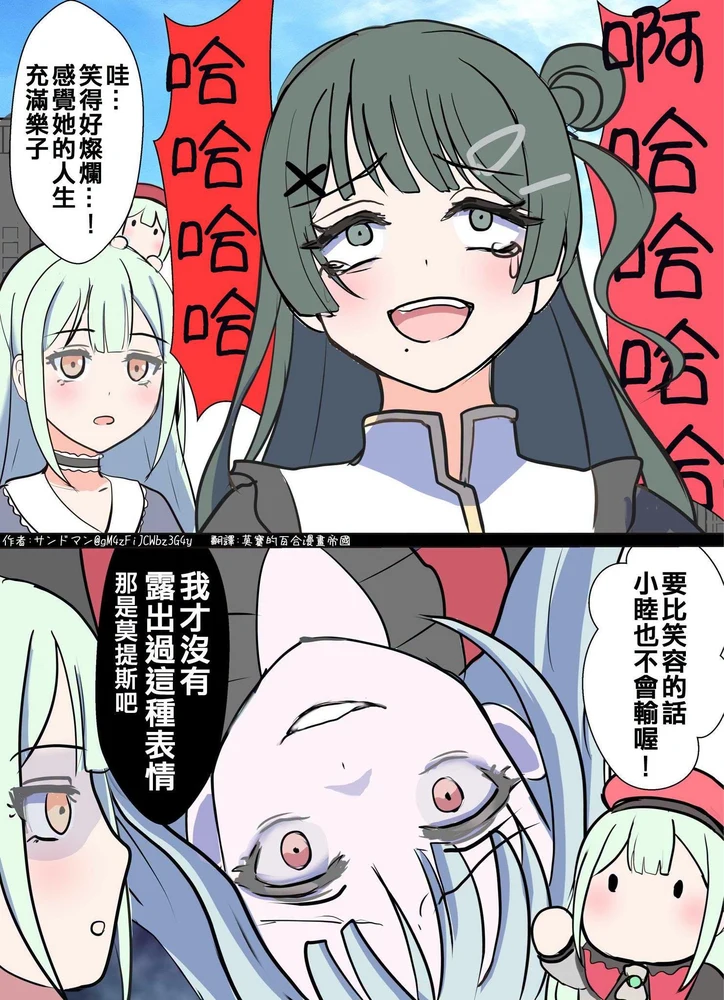 啊哈哈哈哈
哈哈哈哈哈
哇…
笑得好燦爛…！
感覺她的人生
充滿樂子
作者:サンドマン@gM4zFiJCWbz3G4y 翻譯:莫寶的百合漫畫帝國
要比笑容的話
小睦也不會輸喔！
我才沒有
露出過這種表情
那是莫提斯吧